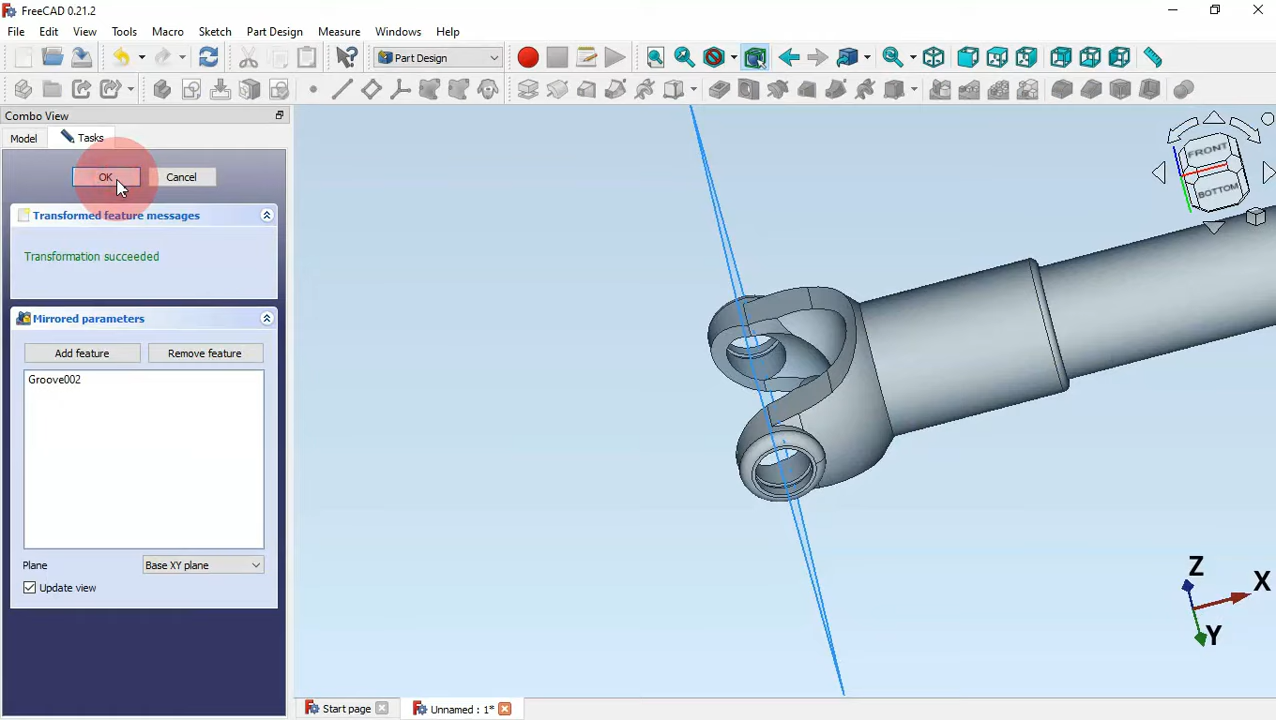 FreeCAD 0.21.2
File Edit View Tools Macro Sketch Part Design Measure Windows Help
Part Design
Combo View
Model Tasks
OK Cancel
Transformed feature messages
Transformation succeeded
Mirrored parameters
Add feature Remove feature
Groove002
Plane Base XY plane
Update view
FRONT
BOTTOM
Z
X
Y
Start page Unnamed : 1*